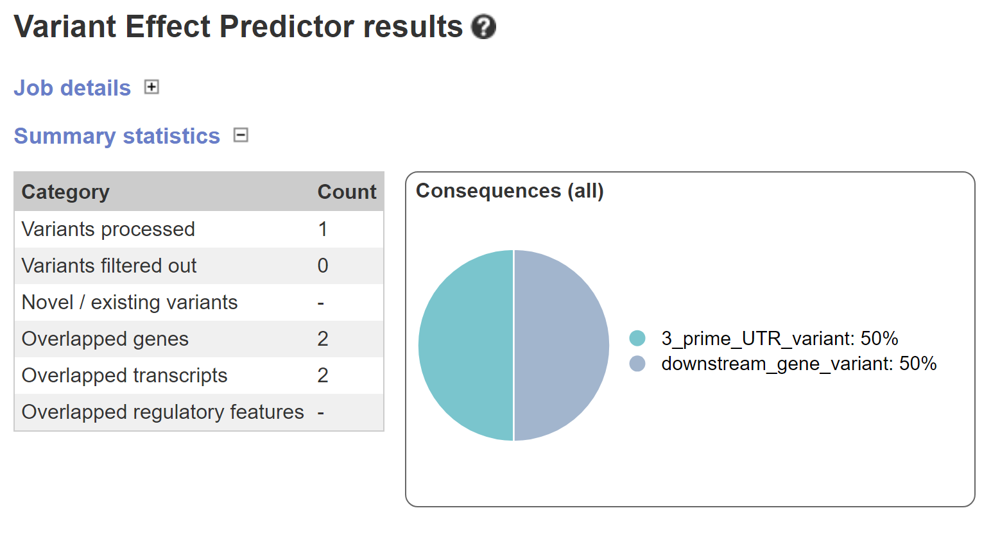 Variant Effect Predictor results ?
Job details +
Summary statistics −
Category Count
Variants processed 1
Variants filtered out 0
Novel / existing variants -
Overlapped genes 2
Overlapped transcripts 2
Overlapped regulatory features -
Consequences (all)
3_prime_UTR_variant: 50%
downstream_gene_variant: 50%